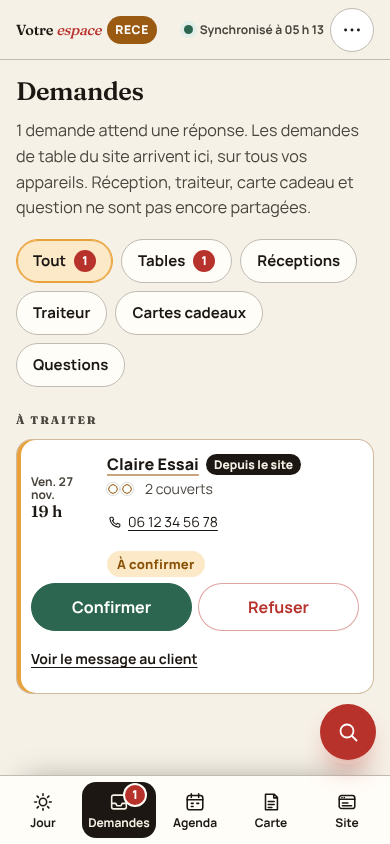 Votre espace RECE Synchronisé à 05 h 13
Demandes
1 demande attend une réponse. Les demandes
de table du site arrivent ici, sur tous vos
appareils. Réception, traiteur, carte cadeau et
question ne sont pas encore partagées.
Tout 1 Tables 1 Réceptions
Traiteur Cartes cadeaux
Questions
À TRAITER
Claire Essai Depuis le site
Ven. 27
nov.
19 h
2 couverts
06 12 34 56 78
À confirmer
Confirmer Refuser
Voir le message au client
1
Jour Demandes Agenda Carte Site